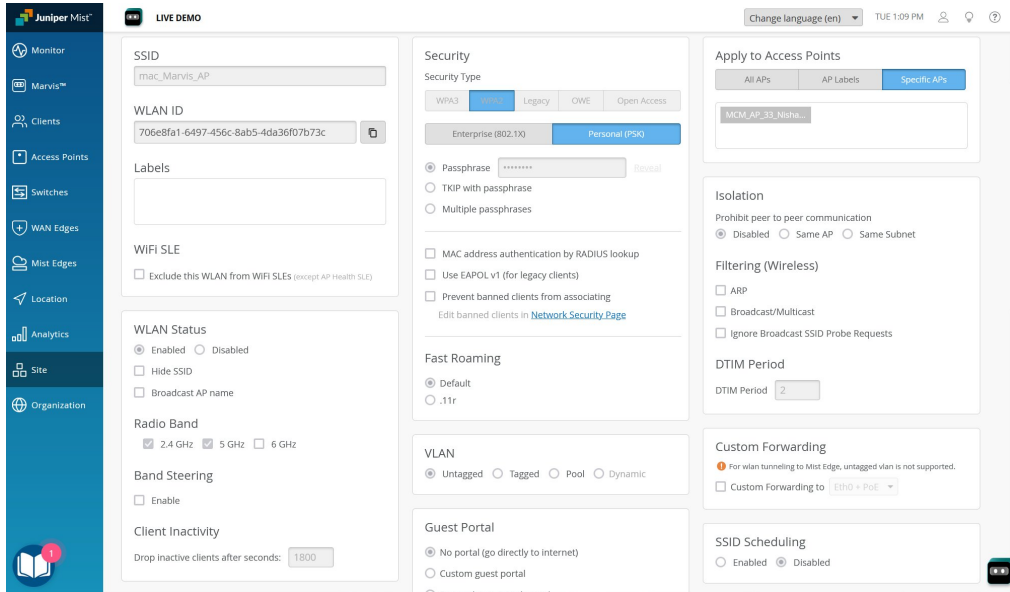 Juniper Mist™
LIVE DEMO
Change language (en)
TUE 1:09 PM
Monitor
Marvis™
Clients
Access Points
Switches
WAN Edges
Mist Edges
Location
Analytics
Site
Organization
1
SSID
mac_Marvis_AP
WLAN ID
706e8fa1-6497-456c-8ab5-4da36f07b73c
Labels
WiFi SLE
Exclude this WLAN from WiFi SLEs (except AP Health SLE)
WLAN Status
Enabled Disabled
Hide SSID
Broadcast AP name
Radio Band
2.4 GHz 5 GHz 6 GHz
Band Steering
Enable
Client Inactivity
Drop inactive clients after seconds: 1800
Security
Security Type
WPA3 WPA2 Legacy OWE Open Access
Enterprise (802.1X) Personal (PSK)
Passphrase •••••••• Reveal
TKIP with passphrase
Multiple passphrases
MAC address authentication by RADIUS lookup
Use EAPOL v1 (for legacy clients)
Prevent banned clients from associating
Edit banned clients in Network Security Page
Fast Roaming
Default
.11r
VLAN
Untagged Tagged Pool Dynamic
Guest Portal
No portal (go directly to internet)
Custom guest portal
Apply to Access Points
All APs AP Labels Specific APs
MCM_AP_33_Nisha...
Isolation
Prohibit peer to peer communication
Disabled Same AP Same Subnet
Filtering (Wireless)
ARP
Broadcast/Multicast
Ignore Broadcast SSID Probe Requests
DTIM Period
DTIM Period 2
Custom Forwarding
For wlan tunneling to Mist Edge, untagged vlan is not supported.
Custom Forwarding to Eth0 + PoE
SSID Scheduling
Enabled Disabled